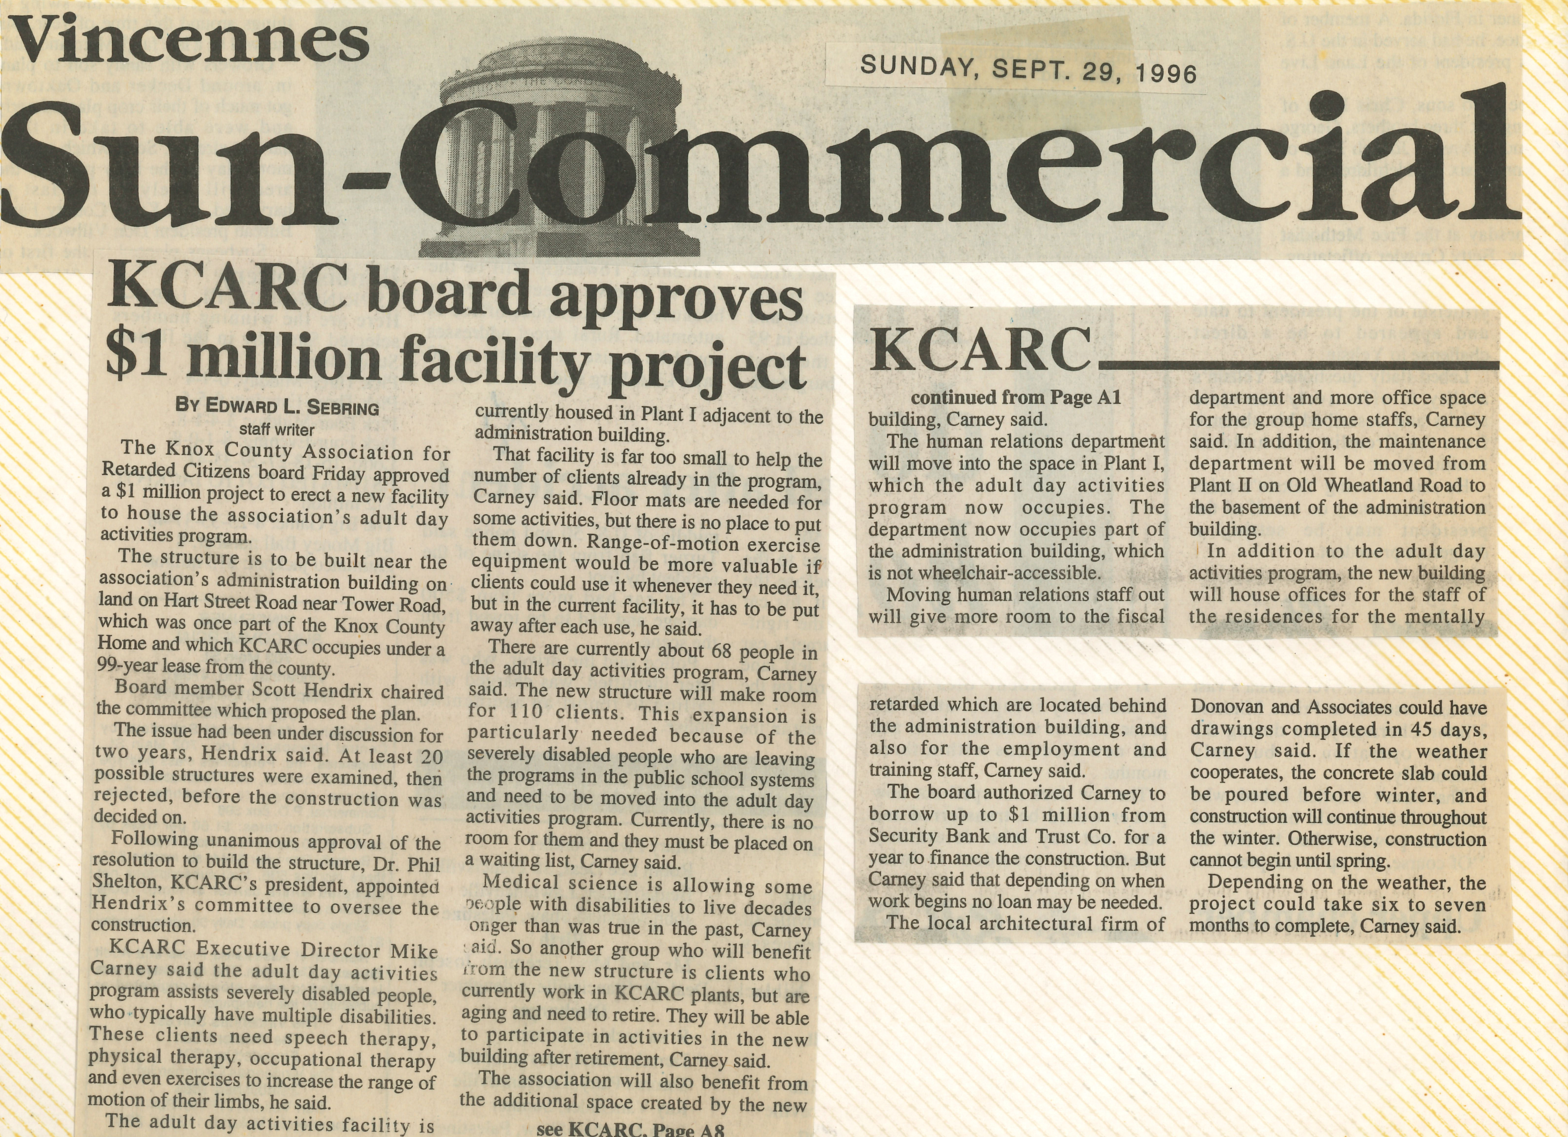 Vincennes
SUNDAY, SEPT. 29, 1996
Sun-Commercial
KCARC board approves
$1 million facility project
BY EDWARD L. SEBRING
staff writer
The Knox County Association for
Retarded Citizens board Friday approved
a $1 million project to erect a new facility
to house the association's adult day
activities program.
The structure is to be built near the
association's administration building on
land on Hart Street Road near Tower Road,
which was once part of the Knox County
Home and which KCARC occupies under a
99-year lease from the county.
Board member Scott Hendrix chaired
the committee which proposed the plan.
The issue had been under discussion for
two years, Hendrix said. At least 20
possible structures were examined, then
rejected, before the construction was
decided on.
Following unanimous approval of the
resolution to build the structure, Dr. Phil
Shelton, KCARC's president, appointed
Hendrix's committee to oversee the
construction.
KCARC Executive Director Mike
Carney said the adult day activities
program assists severely disabled people,
who typically have multiple disabilities.
These clients need speech therapy,
physical therapy, occupational therapy
and even exercises to increase the range of
motion of their limbs, he said.
The adult day activities facility is
currently housed in Plant I adjacent to the
administration building.
That facility is far too small to help the
number of clients already in the program,
Carney said. Floor mats are needed for
some activities, but there is no place to put
them down. Range-of-motion exercise
equipment would be more valuable if
clients could use it whenever they need it,
but in the current facility, it has to be put
away after each use, he said.
There are currently about 68 people in
the adult day activities program, Carney
said. The new structure will make room
for 110 clients. This expansion is
particularly needed because of the
severely disabled people who are leaving
the programs in the public school systems
and need to be moved into the adult day
activities program. Currently, there is no
room for them and they must be placed on
a waiting list, Carney said.
Medical science is allowing some
people with disabilities to live decades
onger than was true in the past, Carney
aid. So another group who will benefit
from the new structure is clients who
currently work in KCARC plants, but are
aging and need to retire. They will be able
to participate in activities in the new
building after retirement, Carney said.
The association will also benefit from
the additional space created by the new
see KCARC, Page A8
KCARC
continued from Page A1
building, Carney said.
The human relations department
will move into the space in Plant I,
which the adult day activities
program now occupies. The
department now occupies part of
the administration building, which
is not wheelchair-accessible.
Moving human relations staff out
will give more room to the fiscal
department and more office space
for the group home staffs, Carney
said. In addition, the maintenance
department will be moved from
Plant II on Old Wheatland Road to
the basement of the administration
building.
In addition to the adult day
activities program, the new building
will house offices for the staff of
the residences for the mentally
retarded which are located behind
the administration building, and
also for the employment and
training staff, Carney said.
The board authorized Carney to
borrow up to $1 million from
Security Bank and Trust Co. for a
year to finance the construction. But
Carney said that depending on when
work begins no loan may be needed.
The local architectural firm of
Donovan and Associates could have
drawings completed in 45 days,
Carney said. If the weather
cooperates, the concrete slab could
be poured before winter, and
construction will continue throughout
the winter. Otherwise, construction
cannot begin until spring.
Depending on the weather, the
project could take six to seven
months to complete, Carney said.